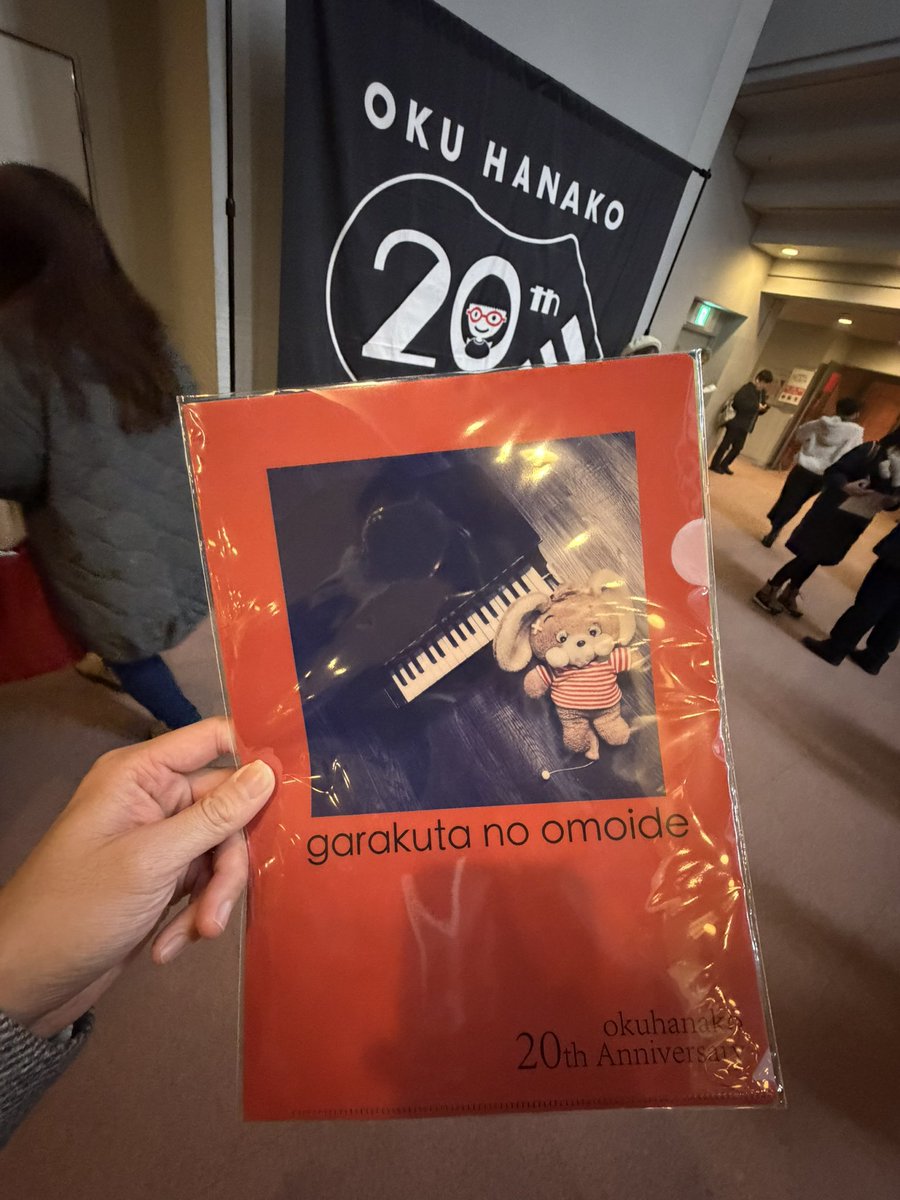 OKU HANAKO
20th
garakuta no omoide
okuhanako
20th Anniversary